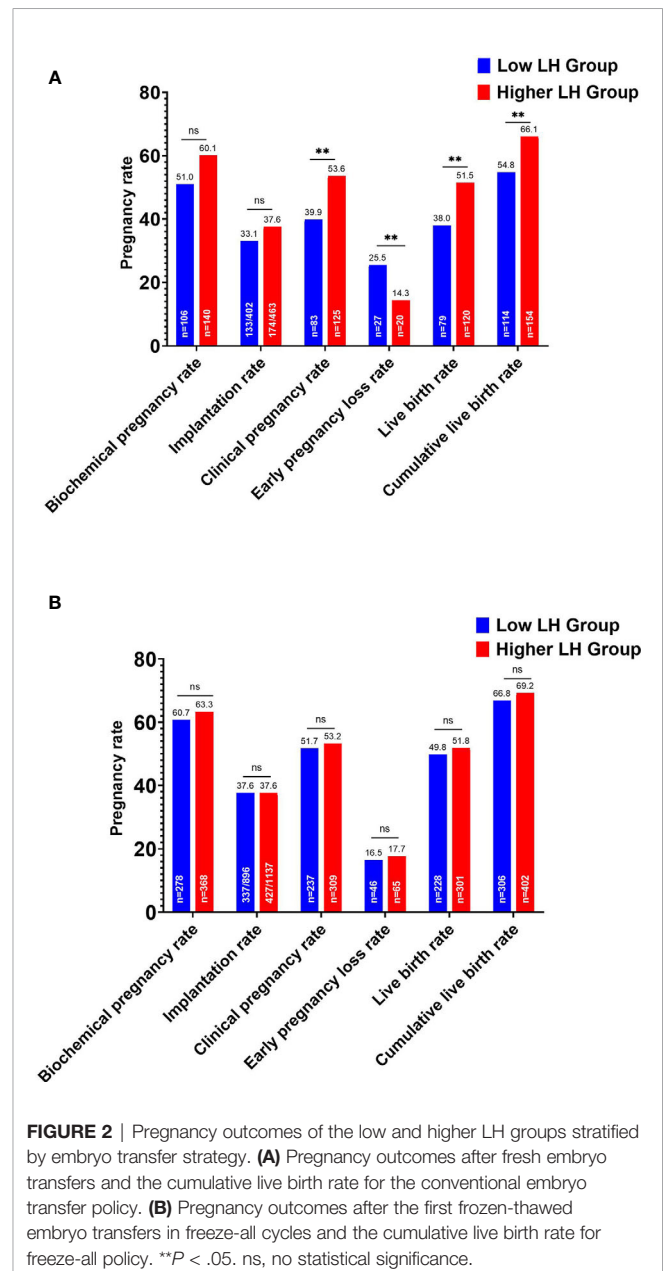 A
Low LH Group
Higher LH Group
80
60
40
20
0
Pregnancy rate
ns
51.0
60.1
n=106
n=140
ns
33.1
37.6
133/402
174/463
**
39.9
53.6
n=83
n=125
**
25.5
14.3
n=27
n=20
**
38.0
51.5
n=79
n=120
**
54.8
66.1
n=114
n=154
Biochemical pregnancy rate
Implantation rate
Clinical pregnancy rate
Early pregnancy loss rate
Live birth rate
Cumulative live birth rate
B
Low LH Group
Higher LH Group
80
60
40
20
0
Pregnancy rate
ns
60.7
63.3
n=278
n=368
ns
37.6
37.6
337/896
427/1137
ns
51.7
53.2
n=237
n=309
ns
16.5
17.7
n=46
n=65
ns
49.8
51.8
n=228
n=301
ns
66.8
69.2
n=306
n=402
Biochemical pregnancy rate
Implantation rate
Clinical pregnancy rate
Early pregnancy loss rate
Live birth rate
Cumulative live birth rate
FIGURE 2 | Pregnancy outcomes of the low and higher LH groups stratified
by embryo transfer strategy. (A) Pregnancy outcomes after fresh embryo
transfers and the cumulative live birth rate for the conventional embryo
transfer policy. (B) Pregnancy outcomes after the first frozen-thawed
embryo transfers in freeze-all cycles and the cumulative live birth rate for
freeze-all policy. **P < .05. ns, no statistical significance.